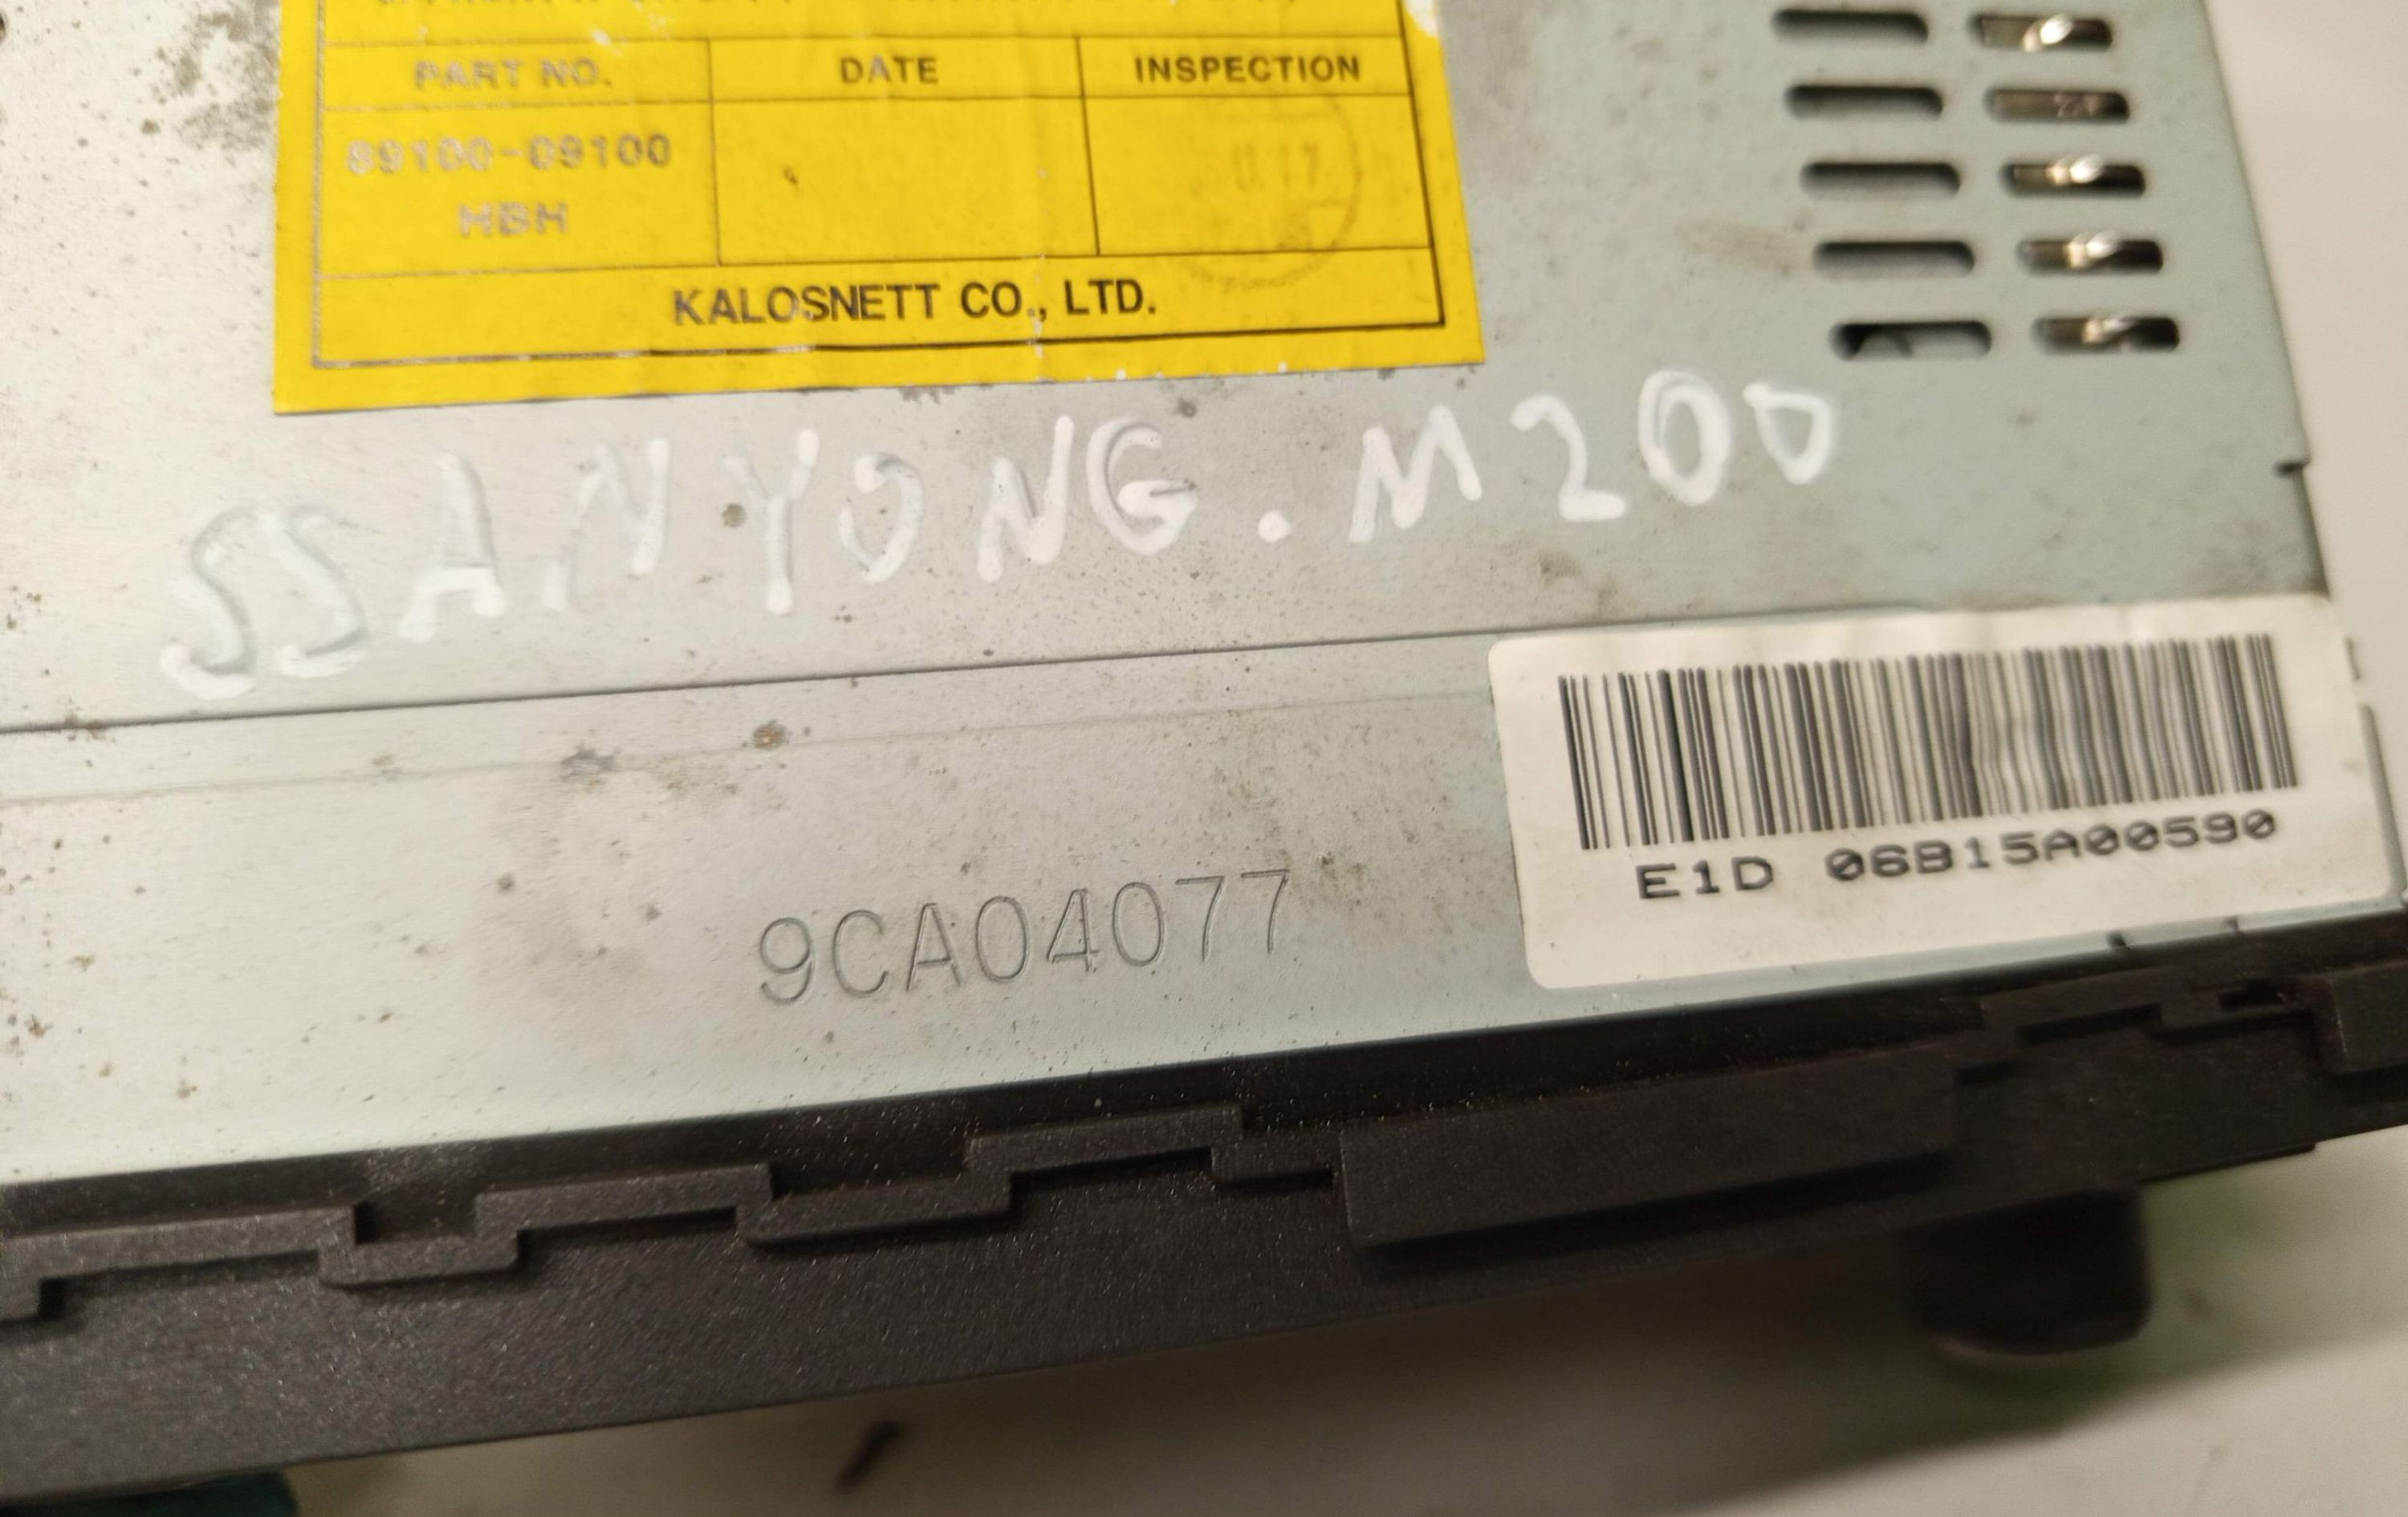 PART NO. DATE INSPECTION
89100-09100
HBH
KALOSNETT CO., LTD.
SSANYONG. M200
E1D 06B15A00590
9CA04077